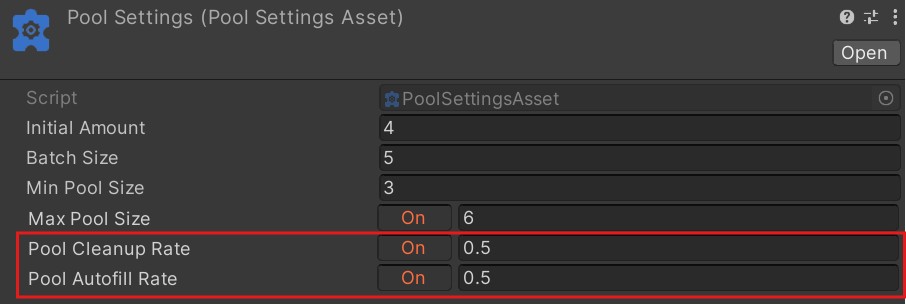 Pool Settings (Pool Settings Asset)
Open
Script PoolSettingsAsset
Initial Amount 4
Batch Size 5
Min Pool Size 3
Max Pool Size On 6
Pool Cleanup Rate On 0.5
Pool Autofill Rate On 0.5